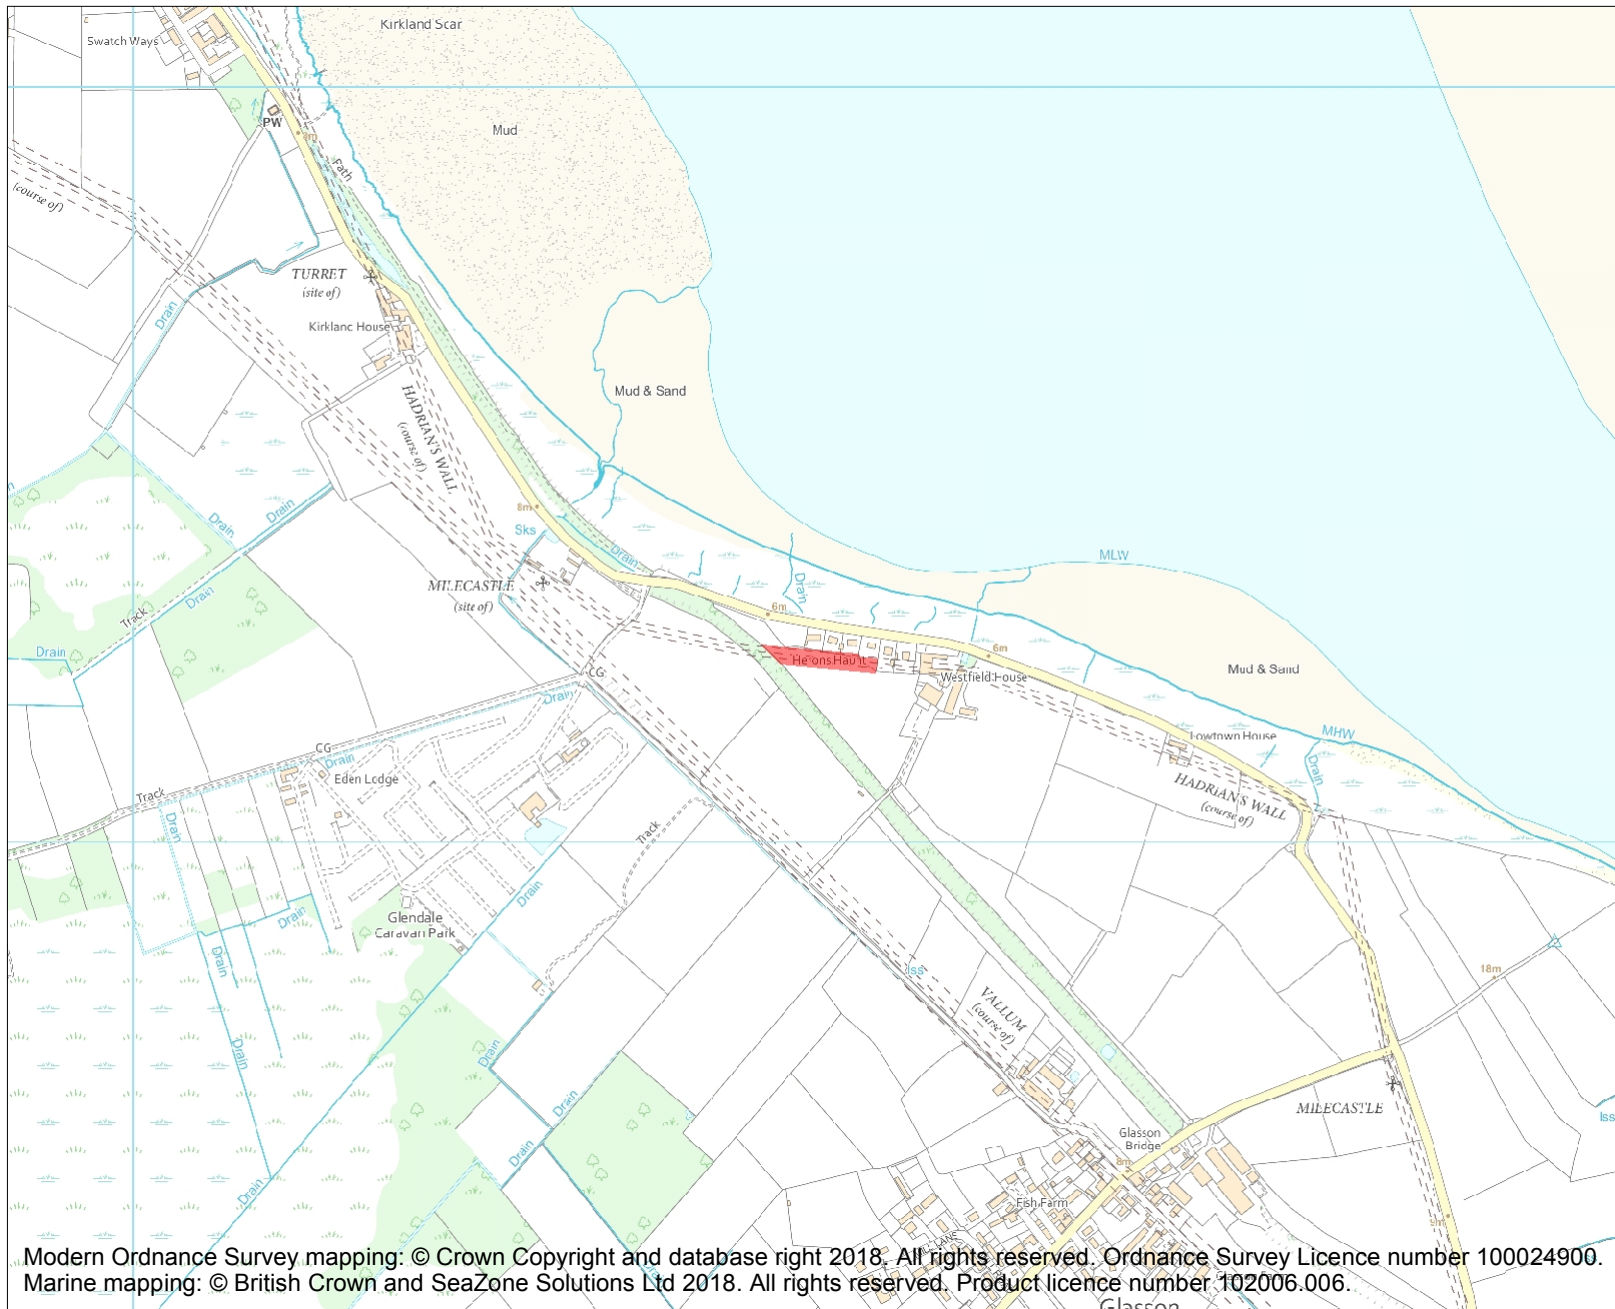 Kirkland Scar
Swatch Ways
Mud
PW
Path
(course of)
TURRET
(site of)
Drain
Kirklanc House
Mud & Sand
HADRIAN'S WALL
(course of)
8m
Sks
Drain
Drain
Drain
MLW
MILECASTLE
(site of)
Drain
Track
Drain
6m
Drain
6m
Mud & Sand
Westfield House
CG
Drain
MHW
Lowtown House
CG
Drain
Eden Lodge
HADRIAN'S WALL
(course of)
Drain
Track
Drain
Track
Drain
Glendale
Caravan Park
Drain
Drain
18m
Iss
VALLUM
(course of)
Drain
Drain
Drain
MILECASTLE
Iss
Glasson
Bridge
8m
Drain
Drain
Fish Farm
9m
LANE
Modern Ordnance Survey mapping: © Crown Copyright and database right 2018. All rights reserved. Ordnance Survey Licence number 100024900.
Marine mapping: © British Crown and SeaZone Solutions Ltd 2018. All rights reserved. Product licence number 102006.006.
Glasson